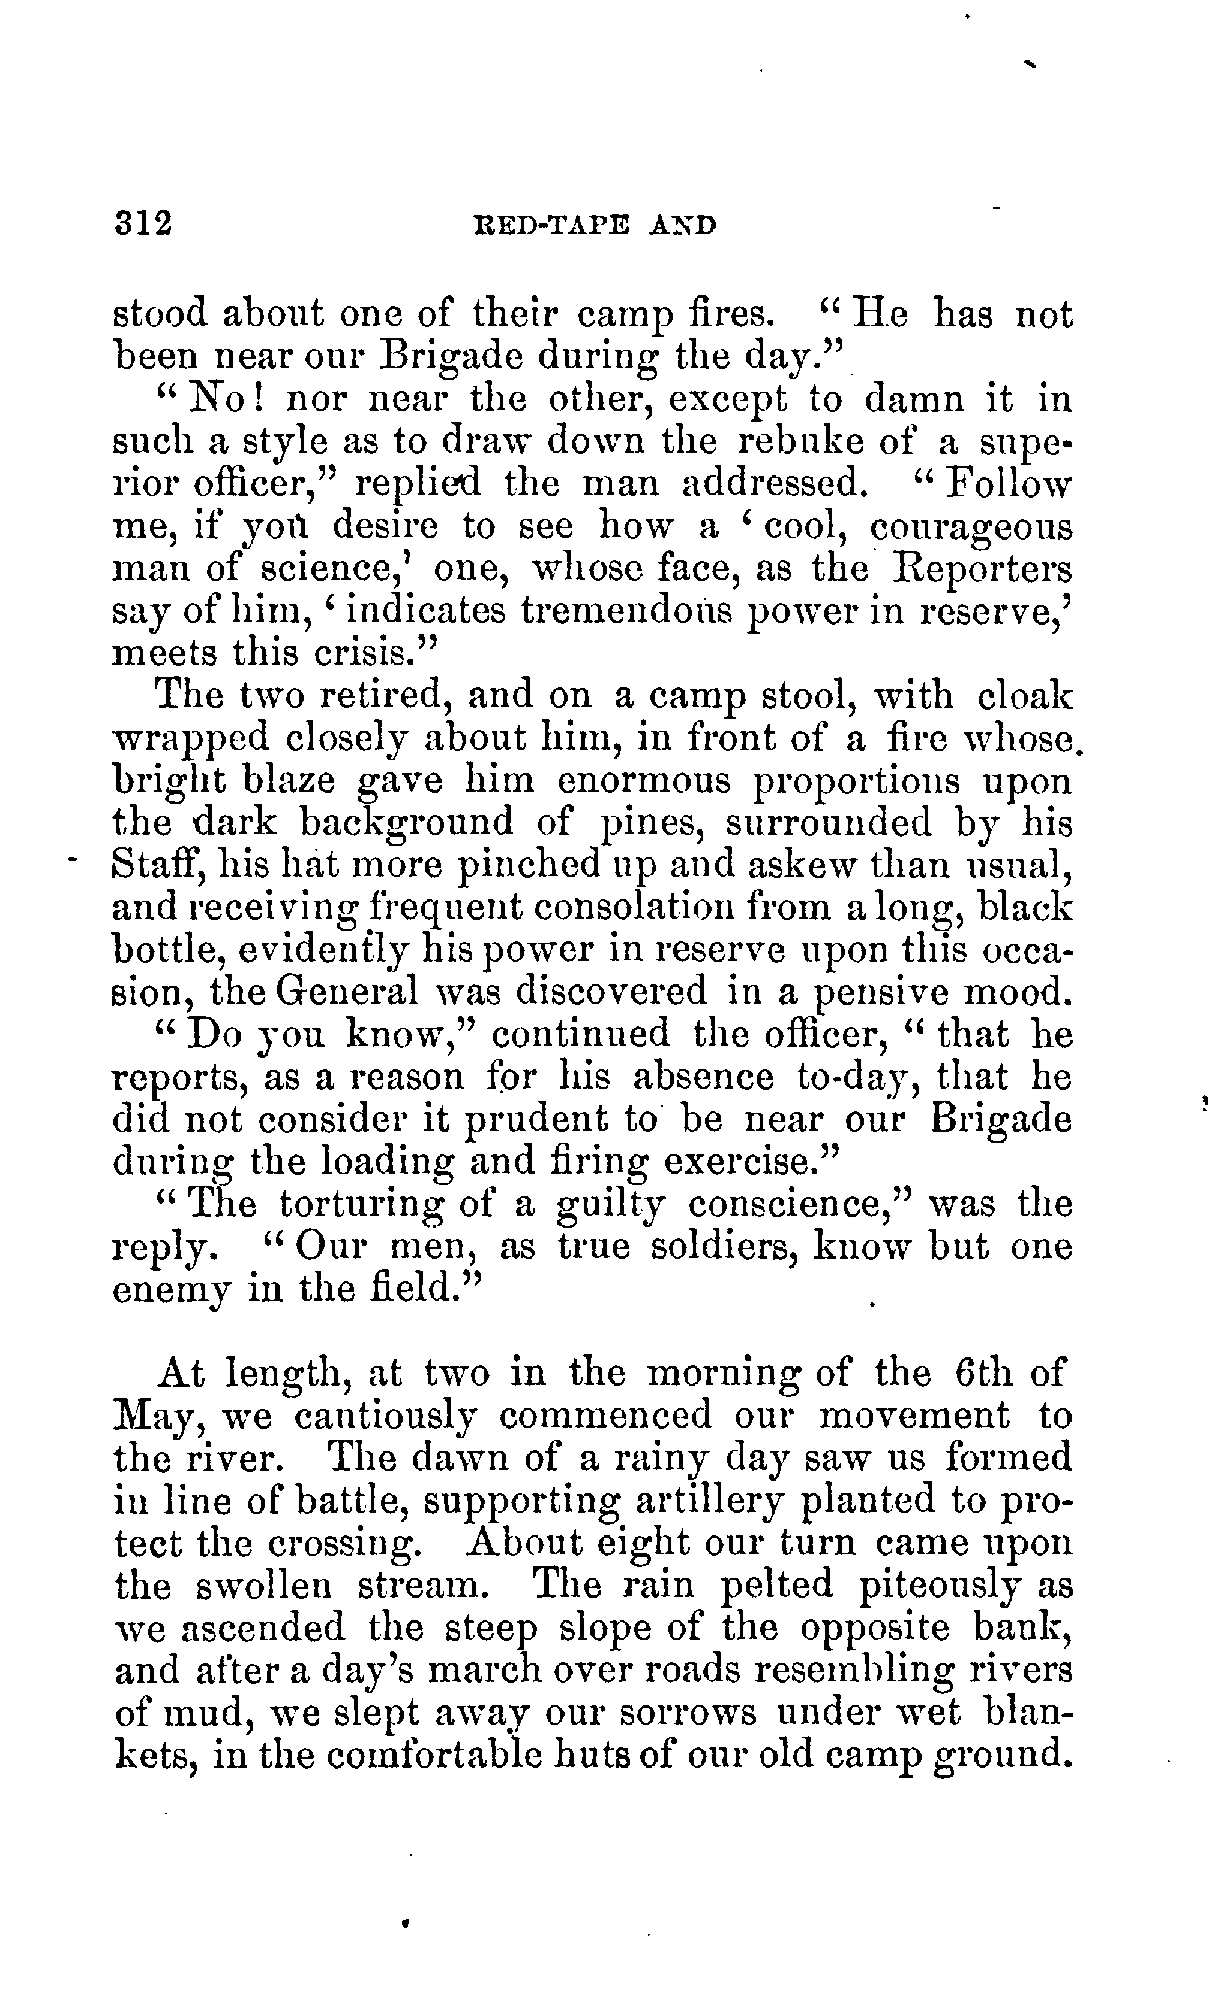 312 RED-TAPE AND
stood about one of their camp fires. “ He has not
been near our Brigade during the day.”
“ No! nor near the other, except to damn it in
such a style as to draw down the rebuke of a supe-
rior officer,” replied the man addressed. “ Follow
me, if you desire to see how a ‘ cool, courageous
man of science,’ one, whose face, as the Reporters
say of him, ‘ indicates tremendous power in reserve,’
meets this crisis.”
The two retired, and on a camp stool, with cloak
wrapped closely about him, in front of a fire whose
bright blaze gave him enormous proportions upon
the dark background of pines, surrounded by his
Staff, his hat more pinched up and askew than usual,
and receiving frequent consolation from a long, black
bottle, evidently his power in reserve upon this occa-
sion, the General was discovered in a pensive mood.
“ Do you know,” continued the officer, “ that he
reports, as a reason for his absence to-day, that he
did not consider it prudent to be near our Brigade
during the loading and firing exercise.”
“ The torturing of a guilty conscience,” was the
reply. “ Our men, as true soldiers, know but one
enemy in the field.”
At length, at two in the morning of the 6th of
May, we cautiously commenced our movement to
the river. The dawn of a rainy day saw us formed
in line of battle, supporting artillery planted to pro-
tect the crossing. About eight our turn came upon
the swollen stream. The rain pelted piteously as
we ascended the steep slope of the opposite bank,
and after a day’s march over roads resembling rivers
of mud, we slept away our sorrows under wet blan-
kets, in the comfortable huts of our old camp ground.